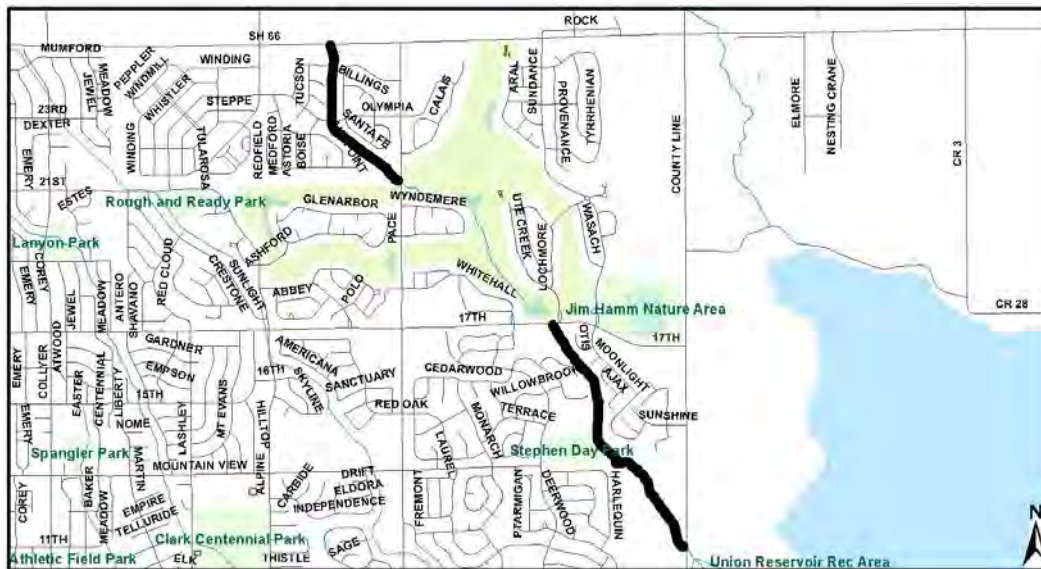 ROCK
SH 66
MUMFORD
WINDING
PEPPLER
WINDMILL
MEADOW
JEWEL
WHISTLER
STEPPE
TUCSON
BILLINGS
OLYMPIA
SANTA FE
CALAIS
ARAL
SUNDANCE
PROVENANCE
TYRRHENIAN
COUNTY LINE
ELMORE
NESTING CRANE
CR 3
23RD
DEXTER
EMERY
WINDING
TULAROSA
REDFIELD
MEDFORD
ASTORIA
BOISE
21ST
ESTES
Rough and Ready Park
GLENARBOR
WYNDEMERE
PACE
UTE CREEK
LOCHMORE
WASACH
Lanyon Park
COREY
EMERY
RED CLOUD
ASHFORD
SUNLIGHT
CRESTONE
ABBEY
POLO
WHITEHALL
Jim Hamm Nature Area
CR 28
EMERY
JEWEL
MEADOW
ANTERO
SHAVANO
17TH
17TH
OTIS
MOONLIGHT
AJAX
EMERY
COLLYER
ATWOOD
EASTER
CENTENNIAL
LIBERTY
GARDNER
EMPSON
15TH
NOME
LASHLEY
MT EVANS
16TH
AMERICANA
SKYLINE
SANCTUARY
CEDARWOOD
RED OAK
WILLOWBROOK
TERRACE
SUNSHINE
MONARCH
LAUREL
HILLTOP
EMERY
Spangler Park
MARTIN
MOUNTAIN VIEW
ALPINE
Stephen Day Park
COREY
BAKER
MEADOW
EMPIRE
TELLURIDE
CARBIDE
DRIFT
ELDORA
INDEPENDENCE
FREMONT
PTARMIGAN
DEERWOOD
HARLEQUIN
11TH
Clark Centennial Park
Athletic Field Park
ELK
THISTLE
SAGE
Union Reservoir Rec Area
N